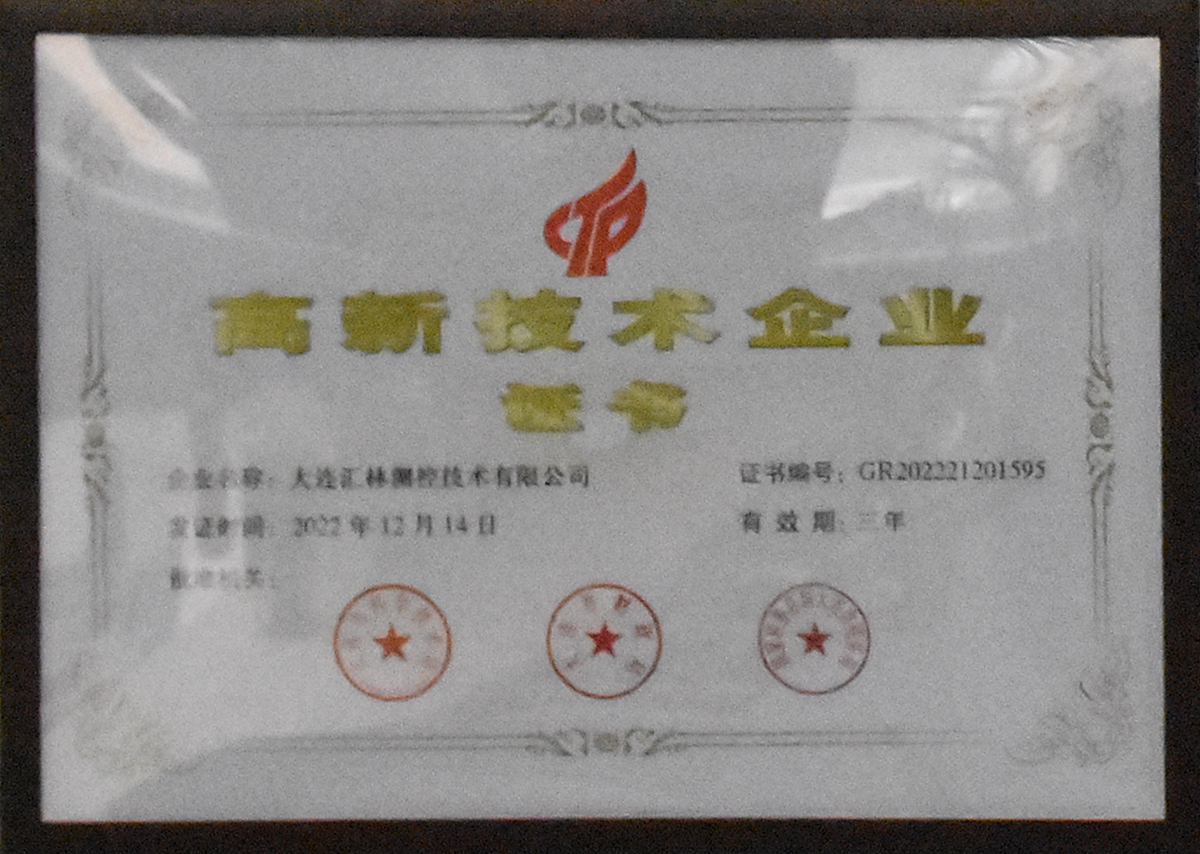 高新技术企业
证书
企业名称：大连汇林测控技术有限公司
证书编号：GR202221201595
发证时间：2022年12月14日
有效期：三年
批准机关：